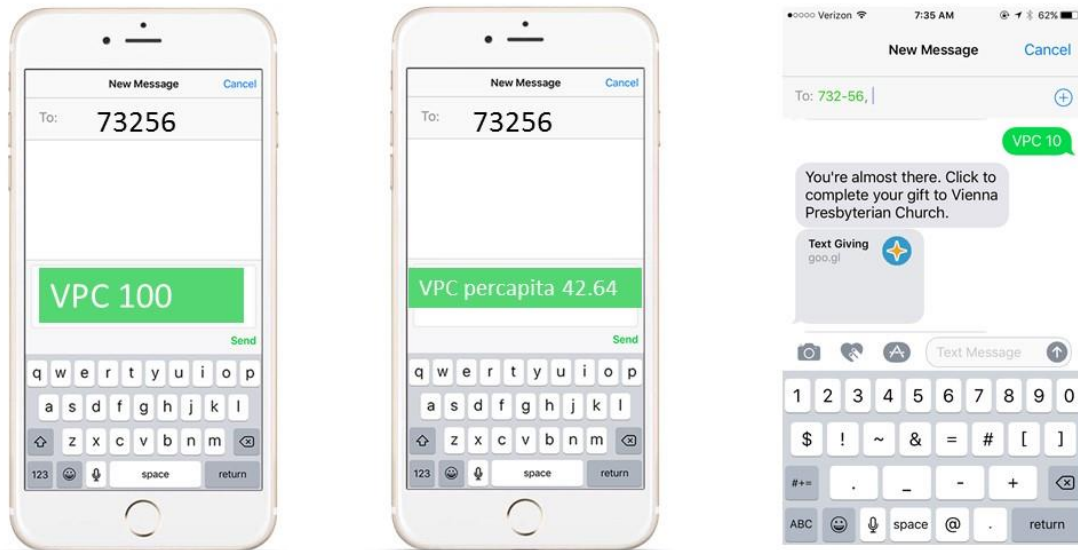 New Message Cancel
To: 73256
VPC 100
Send
q w e r t y u i o p
a s d f g h j k l
z x c v b n m
123 space return
New Message Cancel
To: 73256
VPC percapita 42.64
Send
q w e r t y u i o p
a s d f g h j k l
z x c v b n m
123 space return
Verizon 7:35 AM 62%
New Message Cancel
To: 732-56,
VPC 10
You're almost there. Click to
complete your gift to Vienna
Presbyterian Church.
Text Giving
goo.gl
Text Message
1 2 3 4 5 6 7 8 9 0
$ ! ~ & = # [ ]
#+= . _ - +
ABC space @ . return